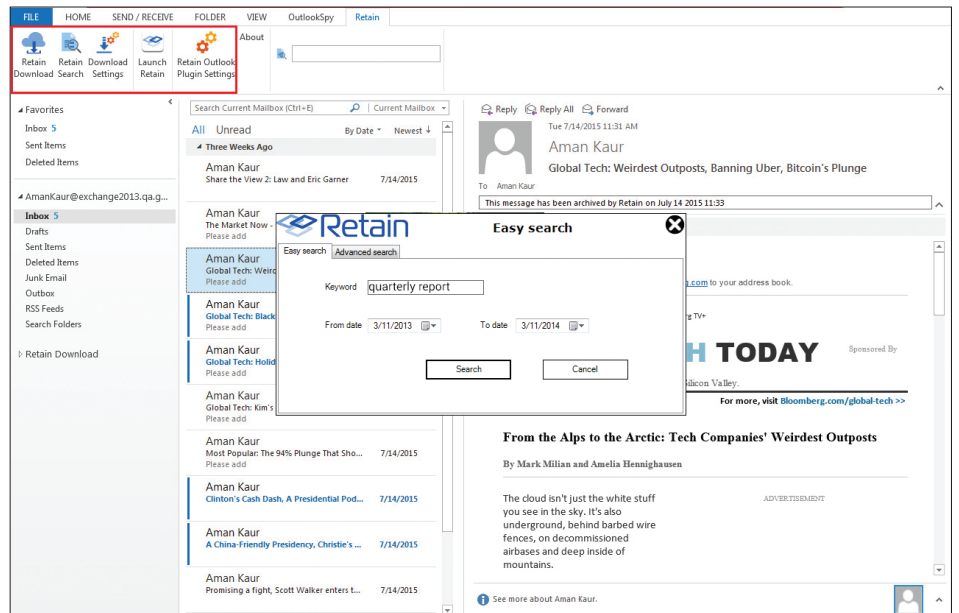 FILE HOME SEND / RECEIVE FOLDER VIEW OutlookSpy Retain
Retain Download
Retain Search
Download Settings
Launch Retain
Retain Outlook Plugin Settings
About
Favorites
Inbox 5
Sent Items
Deleted Items
AmanKaur@exchange2013.qa.g...
Inbox 5
Drafts
Sent Items
Deleted Items
Junk Email
Outbox
RSS Feeds
Search Folders
Retain Download
Search Current Mailbox (Ctrl+E) Current Mailbox
All Unread By Date Newest
Three Weeks Ago
Aman Kaur
Share the View 2: Law and Eric Garner 7/14/2015
Aman Kaur
The Market Now -
Please add
Aman Kaur
Global Tech: Weird
Please add
Aman Kaur
Global Tech: Black
Please add
Aman Kaur
Global Tech: Holid
Please add
Aman Kaur
Global Tech: Kim's
Please add
Aman Kaur
Most Popular: The 94% Plunge That Sho... 7/14/2015
Please add
Aman Kaur
Clinton's Cash Dash, A Presidential Pod... 7/14/2015
Aman Kaur
A China-Friendly Presidency, Christie's ... 7/14/2015
Aman Kaur
Promising a fight, Scott Walker enters t... 7/14/2015
Retain Easy search
Easy search Advanced search
Keyword quarterly report
From date 3/11/2013 To date 3/11/2014
Search Cancel
Reply Reply All Forward
Tue 7/14/2015 11:31 AM
Aman Kaur
Global Tech: Weirdest Outposts, Banning Uber, Bitcoin's Plunge
To Aman Kaur
This message has been archived by Retain on July 14 2015 11:33
g.com to your address book.
rg TV+
H TODAY Sponsored By
ilicon Valley.
For more, visit Bloomberg.com/global-tech >>
From the Alps to the Arctic: Tech Companies' Weirdest Outposts
By Mark Milian and Amelia Hennighausen
The cloud isn't just the white stuff
you see in the sky. It's also
underground, behind barbed wire
fences, on decommissioned
airbases and deep inside of
mountains.
ADVERTISEMENT
See more about Aman Kaur.